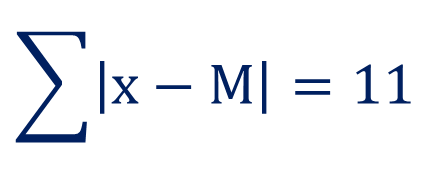 ∑|x − M| = 11